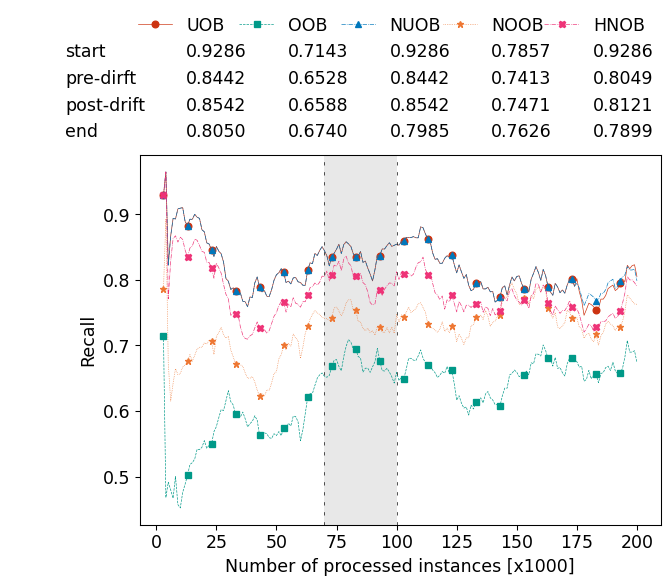 UOB OOB NUOB NOOB HNOB
start 0.9286 0.7143 0.9286 0.7857 0.9286
pre-dirft 0.8442 0.6528 0.8442 0.7413 0.8049
post-drift 0.8542 0.6588 0.8542 0.7471 0.8121
end 0.8050 0.6740 0.7985 0.7626 0.7899
0.9
0.8
0.7
0.6
0.5
Recall
0 25 50 75 100 125 150 175 200
Number of processed instances [x1000]